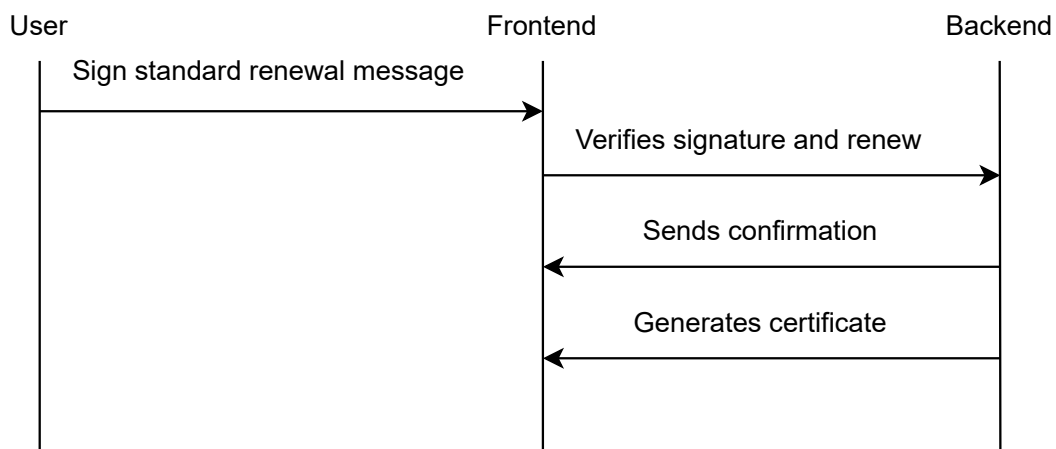 User
Frontend
Backend
Sign standard renewal message
Verifies signature and renew
Sends confirmation
Generates certificate